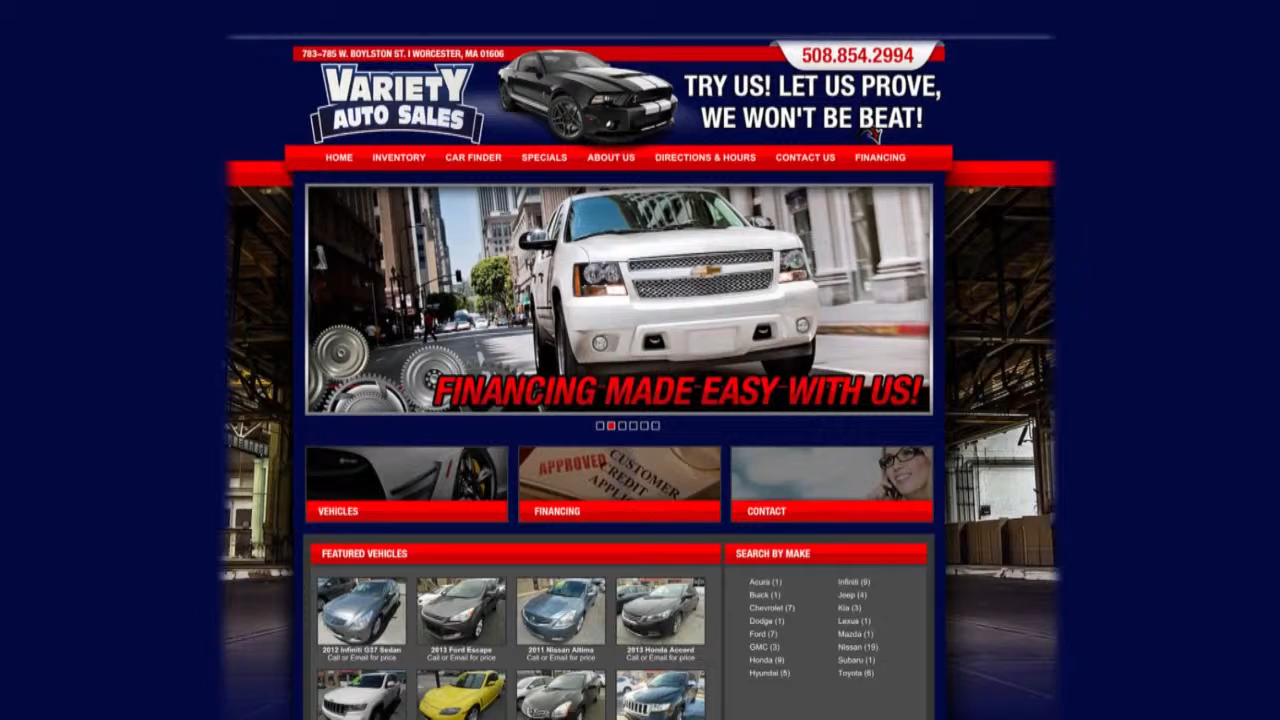 783-785 W. BOYLSTON ST. I WORCESTER, MA 01606
508.854.2994
VARIETY
AUTO SALES
TRY US! LET US PROVE,
WE WON'T BE BEAT!
HOME INVENTORY CAR FINDER SPECIALS ABOUT US DIRECTIONS & HOURS CONTACT US FINANCING
FINANCING MADE EASY WITH US!
APPROVED
CUSTOMER
CREDIT
VEHICLES
FINANCING
CONTACT
FEATURED VEHICLES
2012 Infiniti G37 Sedan
Call or Email for price
2013 Ford Escape
Call or Email for price
2011 Nissan Altima
Call or Email for price
2013 Honda Accord
Call or Email for price
SEARCH BY MAKE
Acura (1)
Buick (1)
Chevrolet (7)
Dodge (1)
Ford (7)
GMC (3)
Honda (9)
Hyundai (5)
Infiniti (9)
Jeep (4)
Kia (3)
Lexus (1)
Mazda (1)
Nissan (19)
Subaru (1)
Toyota (6)